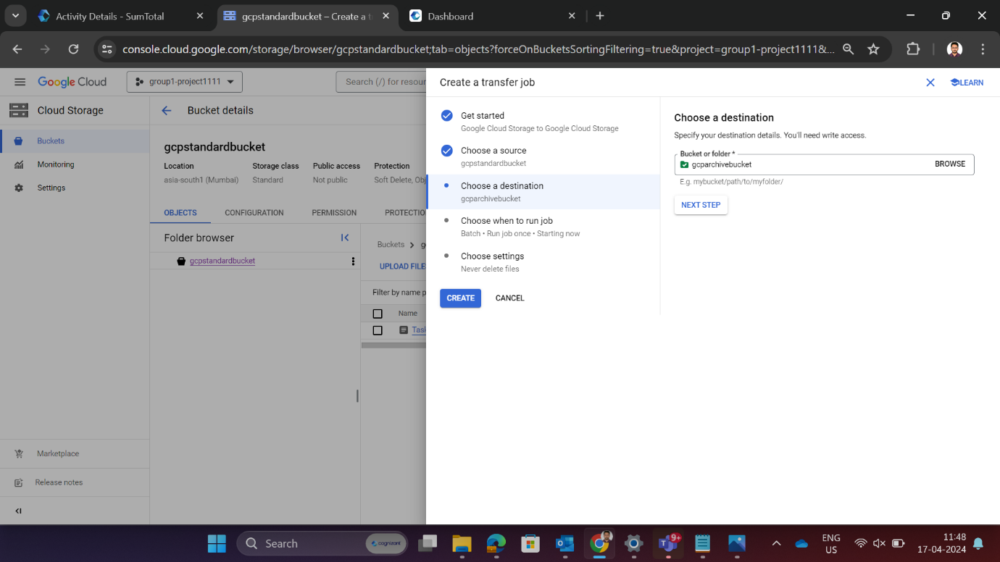 Activity Details - SumTotal
gcpstandardbucket – Create a t
Dashboard
console.cloud.google.com/storage/browser/gcpstandardbucket;tab=objects?forceOnBucketsSortingFiltering=true&project=group1-project1111&...
Google Cloud
group1-project1111
Search (/) for resour
Create a transfer job
LEARN
Cloud Storage
Bucket details
Buckets
Monitoring
Settings
Marketplace
Release notes
gcpstandardbucket
Location
Storage class
Public access
Protection
asia-south1 (Mumbai)
Standard
Not public
Soft Delete, Obj
OBJECTS
CONFIGURATION
PERMISSION
PROTECTIO
Folder browser
gcpstandardbucket
Buckets
UPLOAD FILE
Filter by name p
Name
Task
Get started
Google Cloud Storage to Google Cloud Storage
Choose a source
gcpstandardbucket
Choose a destination
gcparchivebucket
Choose when to run job
Batch • Run job once • Starting now
Choose settings
Never delete files
CREATE
CANCEL
Choose a destination
Specify your destination details. You'll need write access.
Bucket or folder *
gcparchivebucket
BROWSE
E.g. mybucket/path/to/myfolder/
NEXT STEP
Search
cognizant
9+
ENG
US
11:48
17-04-2024